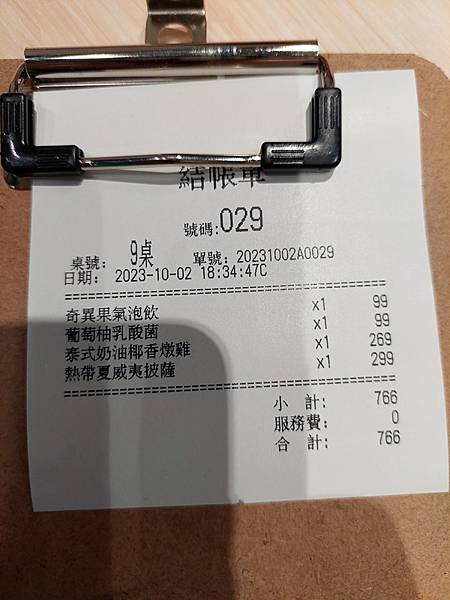 結帳單
號碼:029
桌號: 9桌 單號: 20231002A0029
日期: 2023-10-02 18:34:47C
奇異果氣泡飲 x1 99
葡萄柚乳酸菌 x1 99
泰式奶油椰香燉雞 x1 269
熱帶夏威夷披薩 x1 299
小 計: 766
服務費: 0
合 計: 766